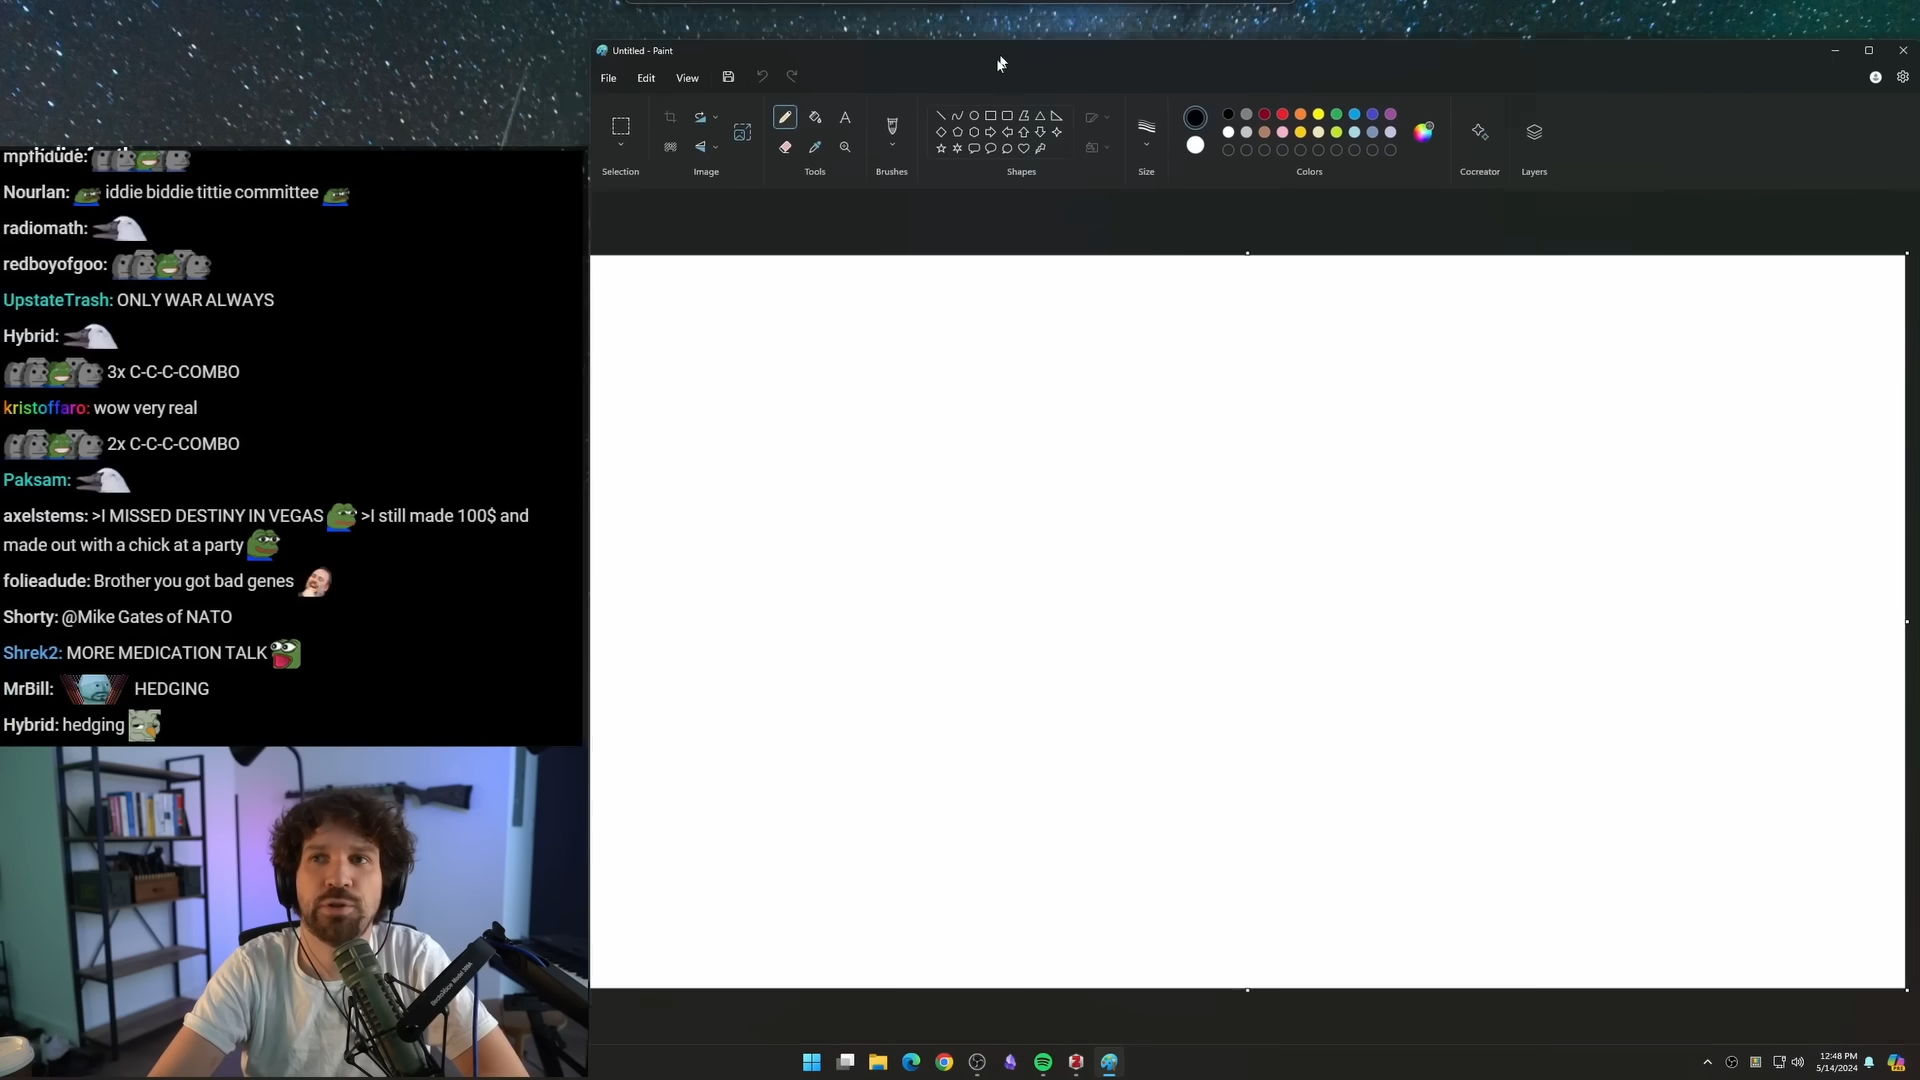 mpthdude:
Nourlan: iddie biddie tittie committee
radiomath:
redboyofgoo:
UpstateTrash: ONLY WAR ALWAYS
Hybrid:
3x C-C-C-COMBO
kristoffaro: wow very real
2x C-C-C-COMBO
Paksam:
axelstems: >I MISSED DESTINY IN VEGAS >I still made 100$ and
made out with a chick at a party
folieadude: Brother you got bad genes
Shorty: @Mike Gates of NATO
Shrek2: MORE MEDICATION TALK
MrBill: HEDGING
Hybrid: hedging
Untitled - Paint
File Edit View
Selection Image Tools Brushes Shapes Size Colors Cocreator Layers
12:48 PM
5/14/2024